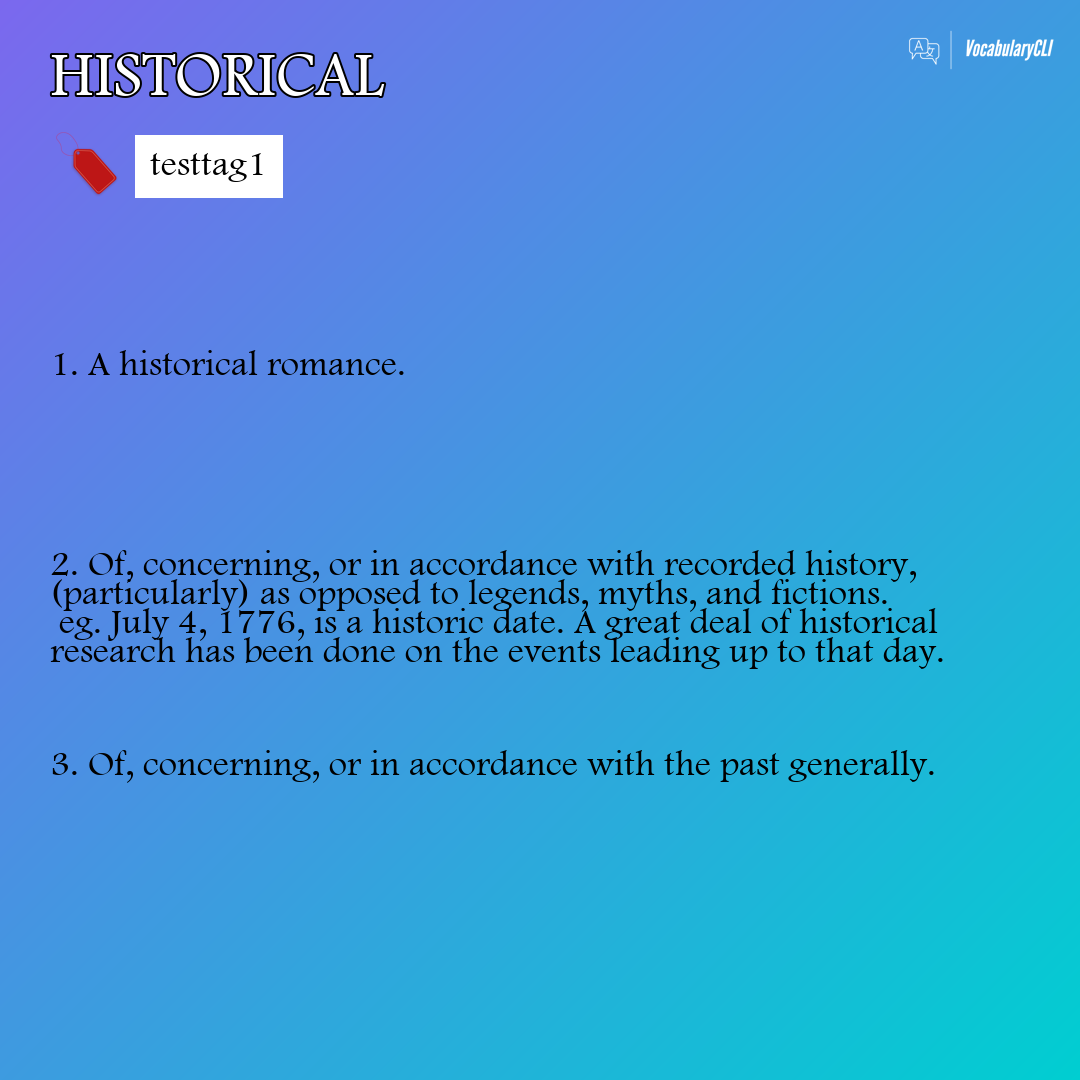 HISTORICAL
VocabularyCLI
testtag1
1. A historical romance.
2. Of, concerning, or in accordance with recorded history,
(particularly) as opposed to legends, myths, and fictions.
eg. July 4, 1776, is a historic date. A great deal of historical
research has been done on the events leading up to that day.
3. Of, concerning, or in accordance with the past generally.